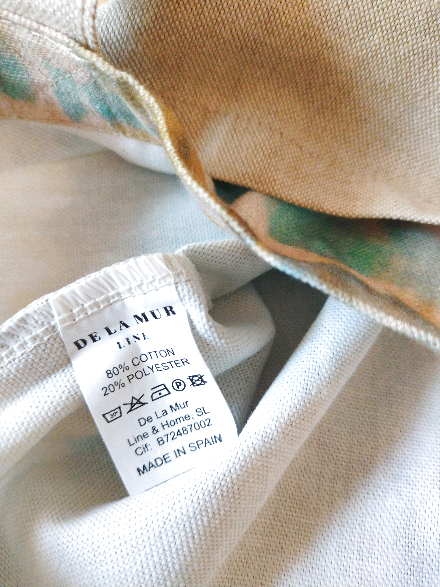 DE LA MUR
LINE
80% COTTON
20% POLYESTER
De La Mur
Line & Home, SL
Cif: B72487002
MADE IN SPAIN